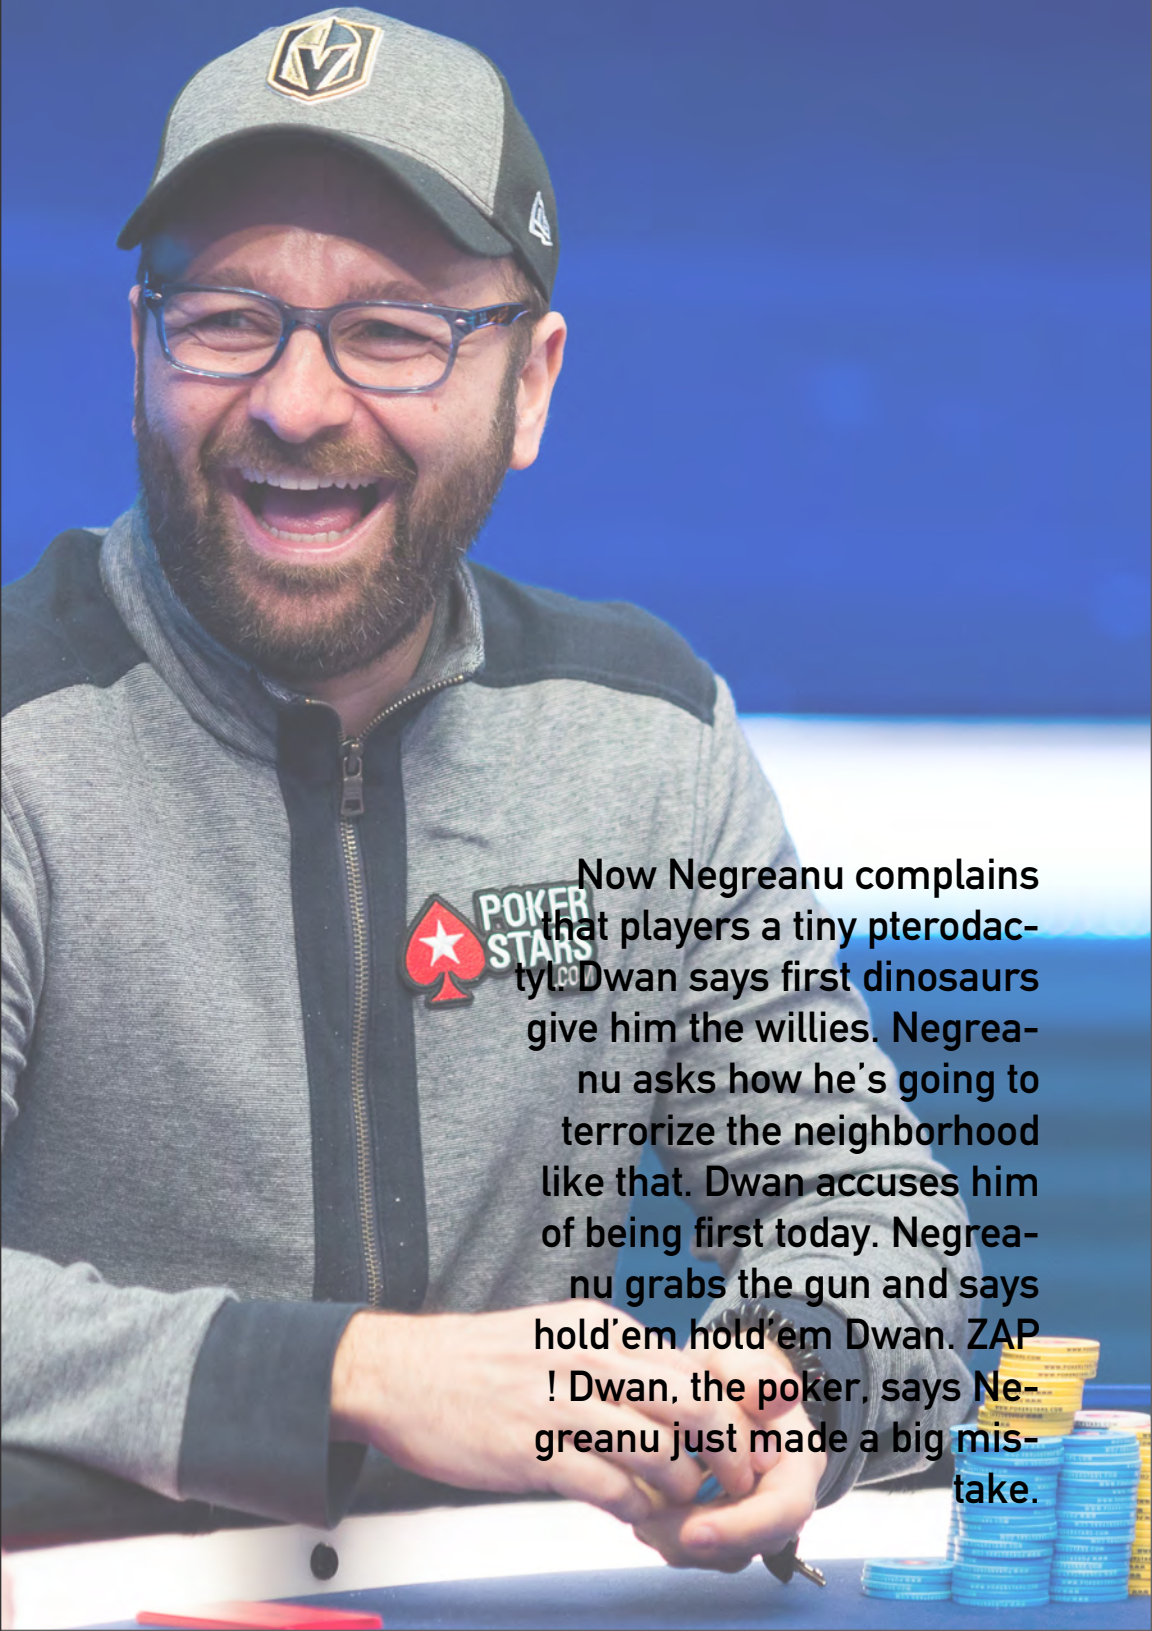 POKER
STARS
.COM
Now Negreanu complains
that players a tiny pterodac-
tyl. Dwan says first dinosaurs
give him the willies. Negrea-
nu asks how he's going to
terrorize the neighborhood
like that. Dwan accuses him
of being first today. Negrea-
nu grabs the gun and says
hold'em hold'em Dwan. ZAP
! Dwan, the poker, says Ne-
greanu just made a big mis-
take.